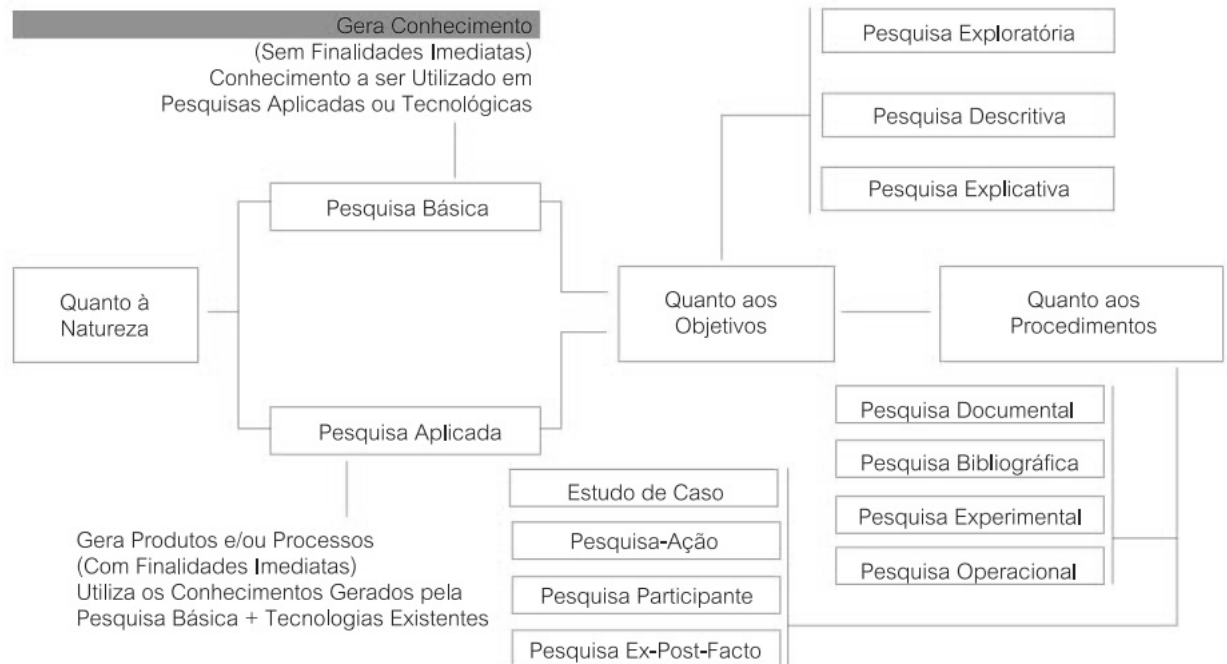 Gera Conhecimento
(Sem Finalidades Imediatas)
Conhecimento a ser Utilizado em
Pesquisas Aplicadas ou Tecnológicas
Pesquisa Básica
Quanto à
Natureza
Pesquisa Aplicada
Gera Produtos e/ou Processos
(Com Finalidades Imediatas)
Utiliza os Conhecimentos Gerados pela
Pesquisa Básica + Tecnologias Existentes
Quanto aos
Objetivos
Pesquisa Exploratória
Pesquisa Descritiva
Pesquisa Explicativa
Quanto aos
Procedimentos
Pesquisa Documental
Pesquisa Bibliográfica
Pesquisa Experimental
Pesquisa Operacional
Estudo de Caso
Pesquisa-Ação
Pesquisa Participante
Pesquisa Ex-Post-Facto